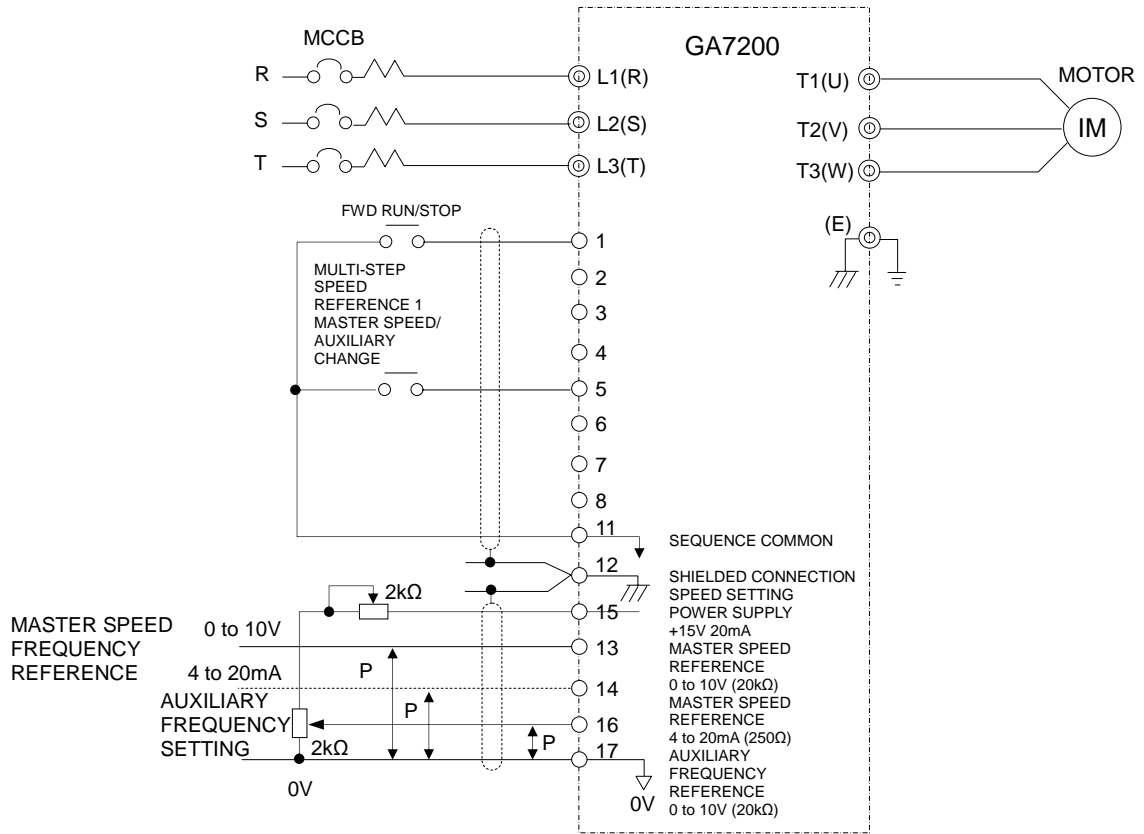 MCCB
GA7200
R
L1(R)
T1(U)
MOTOR
S
L2(S)
T2(V)
IM
T
L3(T)
T3(W)
FWD RUN/STOP
(E)
1
MULTI-STEP
SPEED
REFERENCE 1
MASTER SPEED/
AUXILIARY
CHANGE
2
3
4
5
6
7
8
11
SEQUENCE COMMON
12
SHIELDED CONNECTION
2kΩ
15
SPEED SETTING
POWER SUPPLY
+15V 20mA
MASTER SPEED
FREQUENCY
REFERENCE
0 to 10V
P
13
MASTER SPEED
REFERENCE
0 to 10V (20kΩ)
4 to 20mA
P
14
MASTER SPEED
REFERENCE
4 to 20mA (250Ω)
AUXILIARY
FREQUENCY
SETTING
2kΩ
P
16
17
AUXILIARY
FREQUENCY
REFERENCE
0 to 10V (20kΩ)
0V
0V